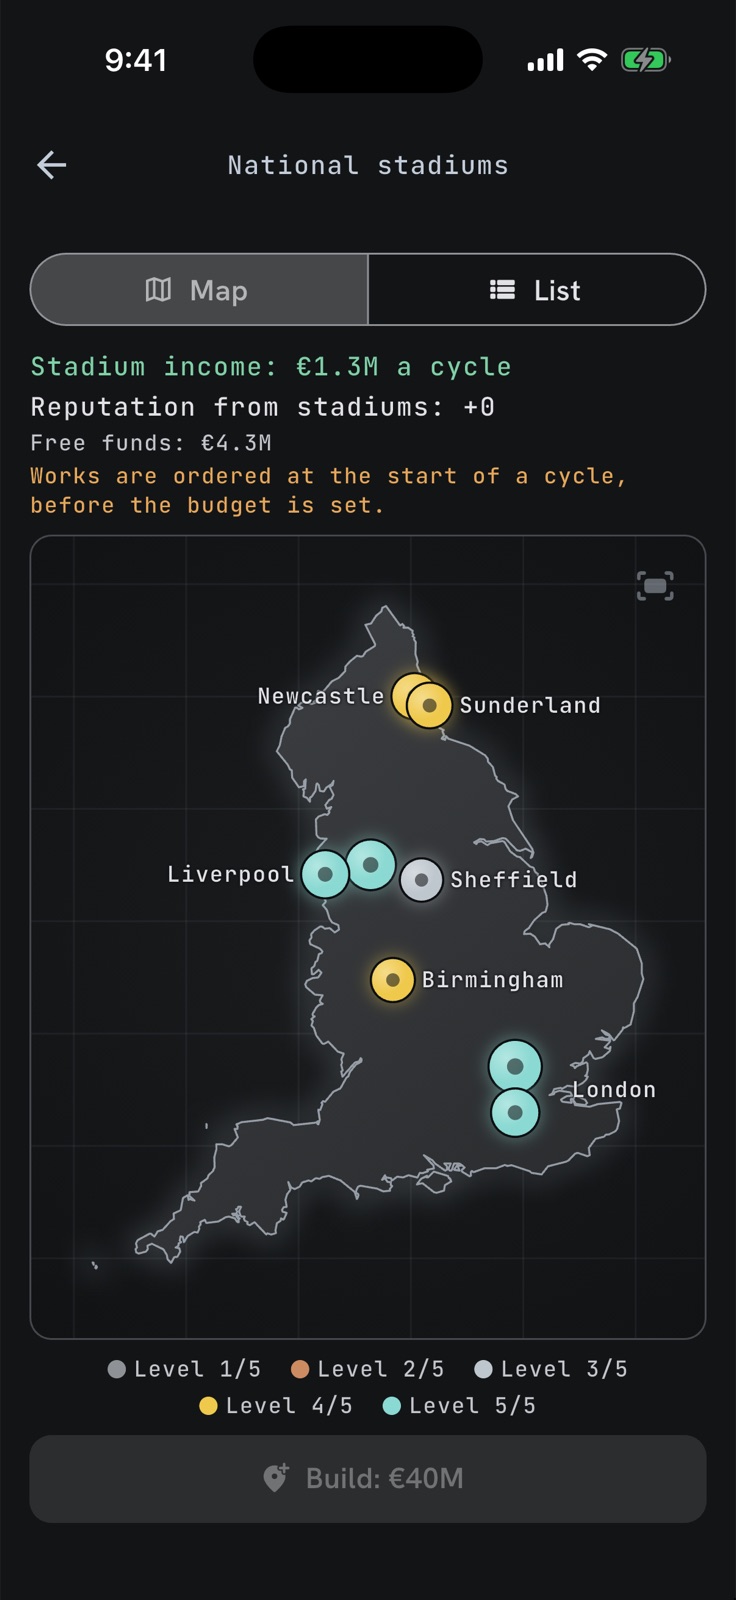 9:41
National stadiums
Map
List
Stadium income: €1.3M a cycle
Reputation from stadiums: +0
Free funds: €4.3M
Works are ordered at the start of a cycle,
before the budget is set.
Newcastle
Sunderland
Liverpool
Sheffield
Birmingham
London
Level 1/5
Level 2/5
Level 3/5
Level 4/5
Level 5/5
Build: €40M